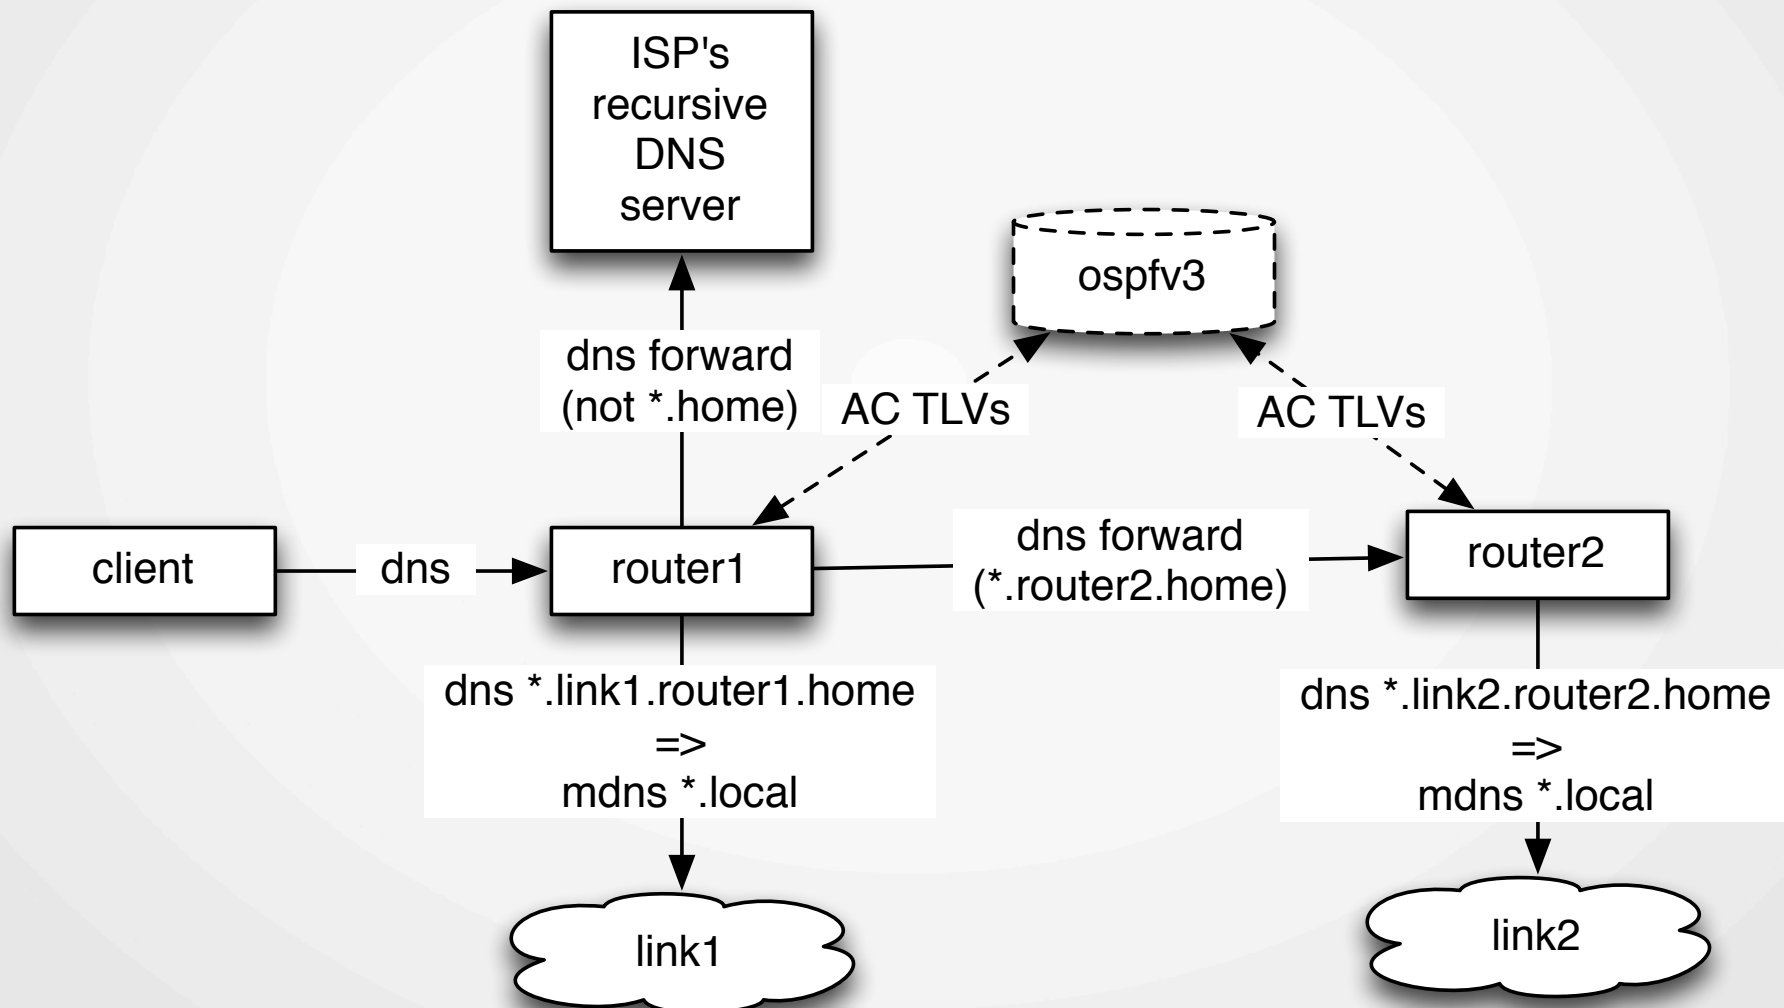 ISP's
recursive
DNS
server
ospfv3
dns forward
(not *.home)
AC TLVs
AC TLVs
client
dns
router1
dns forward
(*.router2.home)
router2
dns *.link1.router1.home
=>
mdns *.local
dns *.link2.router2.home
=>
mdns *.local
link1
link2